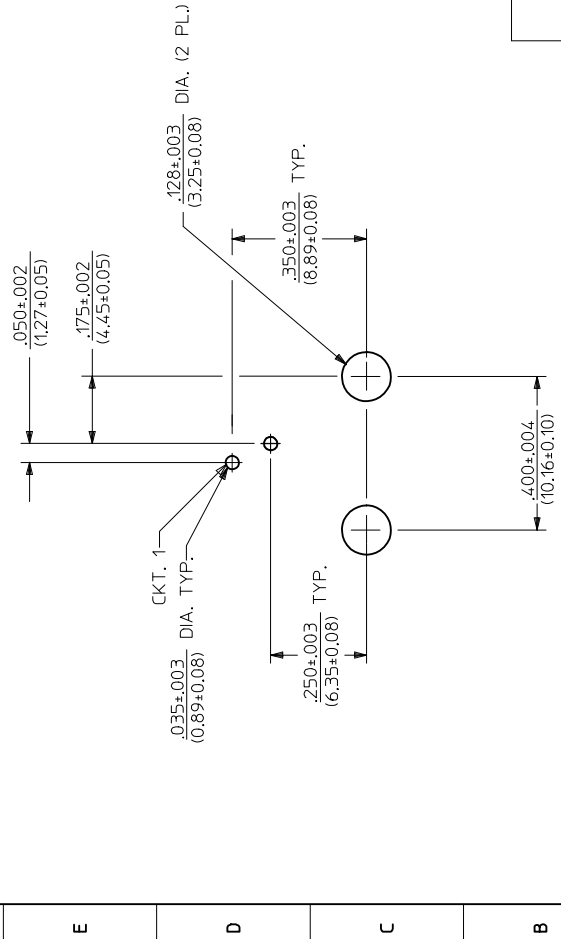 .050±.002
(1.27±0.05)
.175±.002
(4.45±0.05)
.128±.003 DIA. (2 PL.)
(3.25±0.08)
.350±.003 TYP.
(8.89±0.08)
CKT. 1
.035±.003 DIA. TYP.
(0.89±0.08)
.250±.003 TYP.
(6.35±0.08)
.400±.004
(10.16±0.10)
E
D
C
B